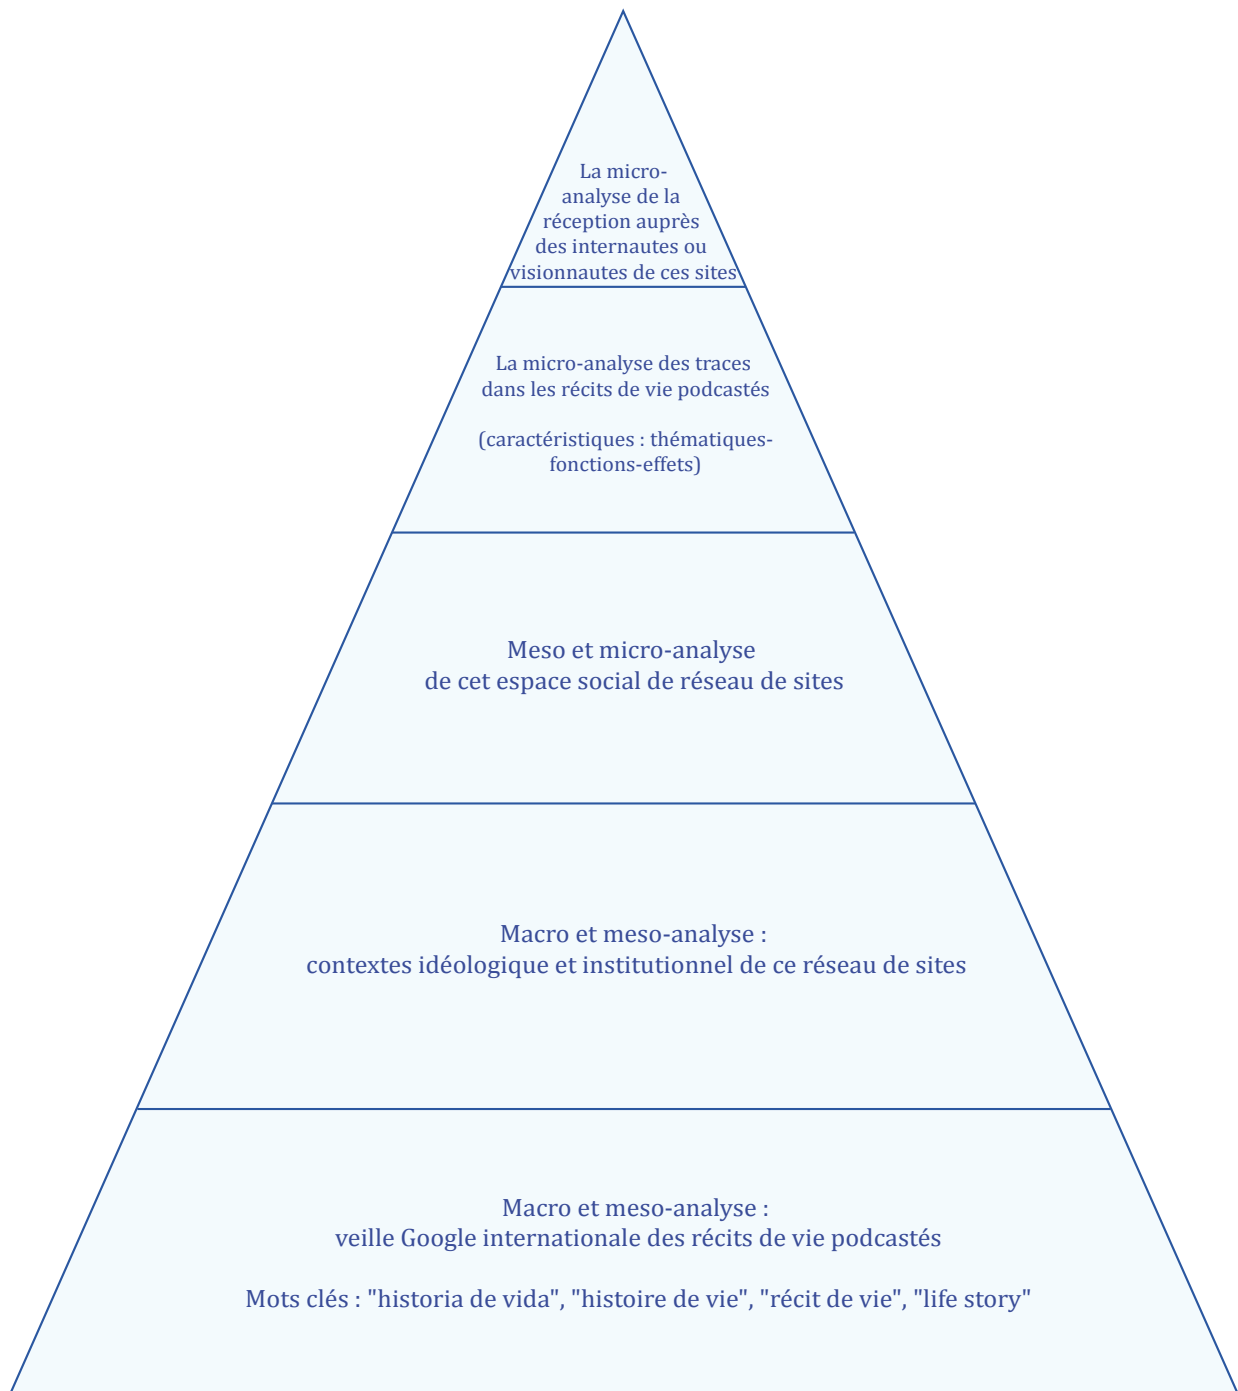 La micro-
analyse de la
réception auprès
des internautes ou
visionnautes de ces sites
La micro-analyse des traces
dans les récits de vie podcastés
(caractéristiques : thématiques-
fonctions-effets)
Meso et micro-analyse
de cet espace social de réseau de sites
Macro et meso-analyse :
contextes idéologique et institutionnel de ce réseau de sites
Macro et meso-analyse :
veille Google internationale des récits de vie podcastés
Mots clés : "historia de vida", "histoire de vie", "récit de vie", "life story"